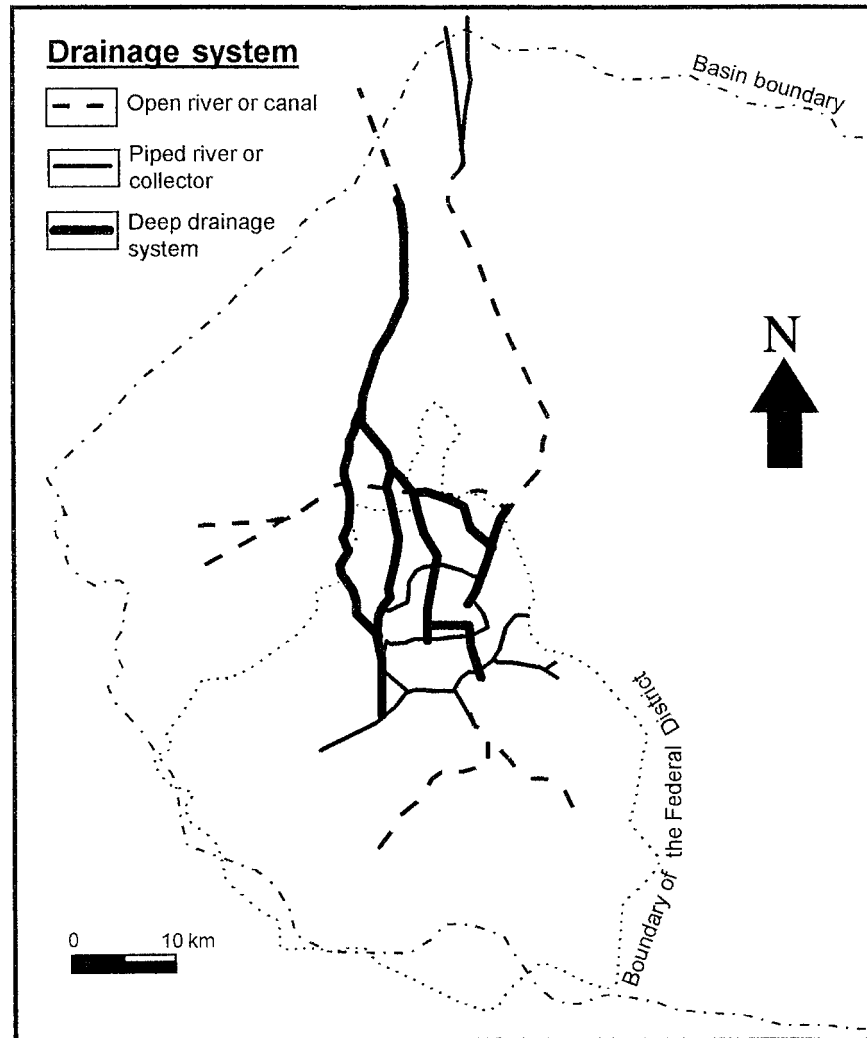 Drainage system
Open river or canal
Piped river or
collector
Deep drainage
system
Basin boundary
N
Boundary of the Federal District
0 10 km